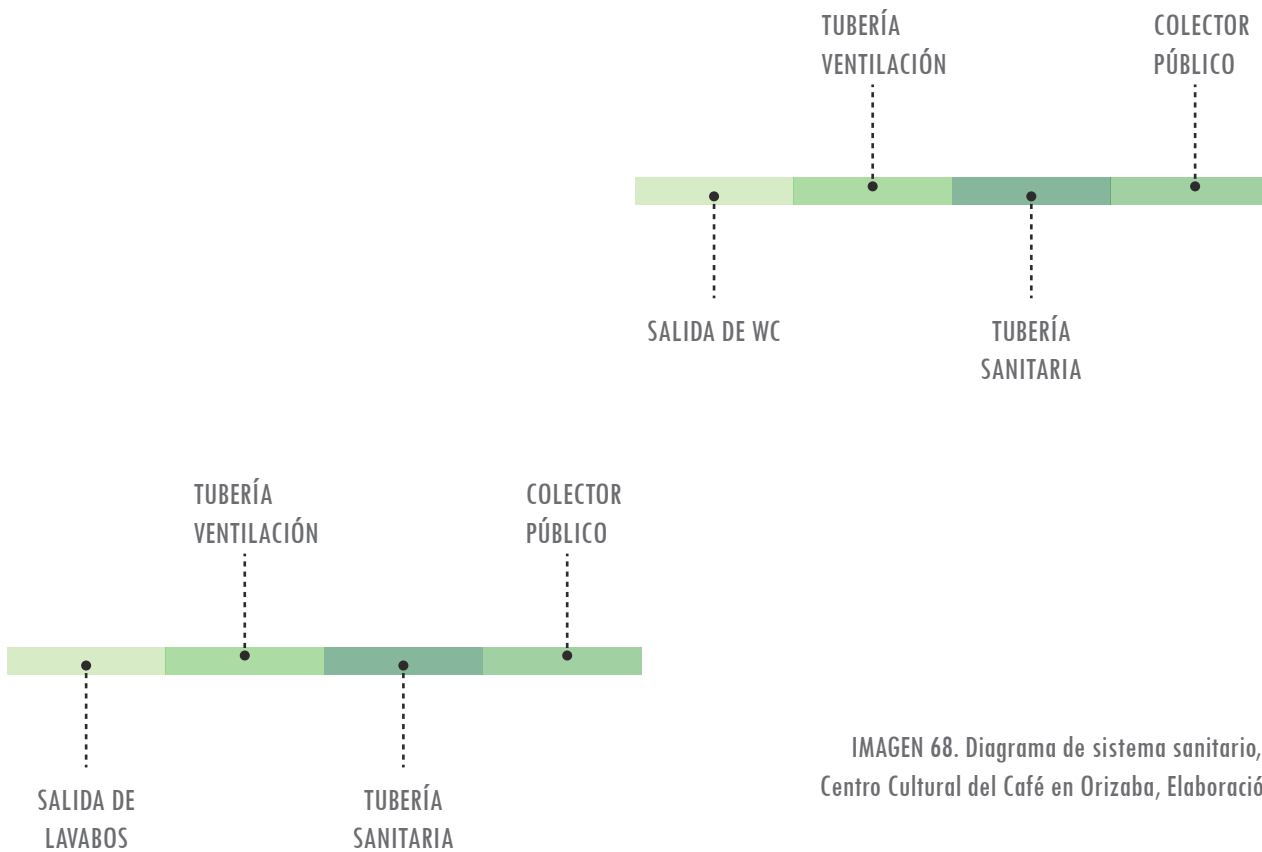 TUBERÍA
VENTILACIÓN
COLECTOR
PÚBLICO
SALIDA DE WC
TUBERÍA
SANITARIA
TUBERÍA
VENTILACIÓN
COLECTOR
PÚBLICO
SALIDA DE
LAVABOS
TUBERÍA
SANITARIA
IMAGEN 68. Diagrama de sistema sanitario,
Centro Cultural del Café en Orizaba, Elaboració